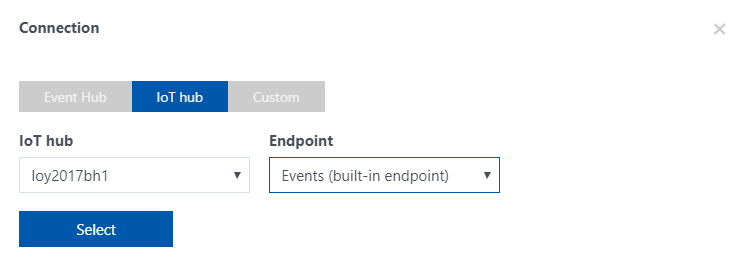 Connection
Event Hub IoT hub Custom
IoT hub Endpoint
loy2017bh1 Events (built-in endpoint)
Select